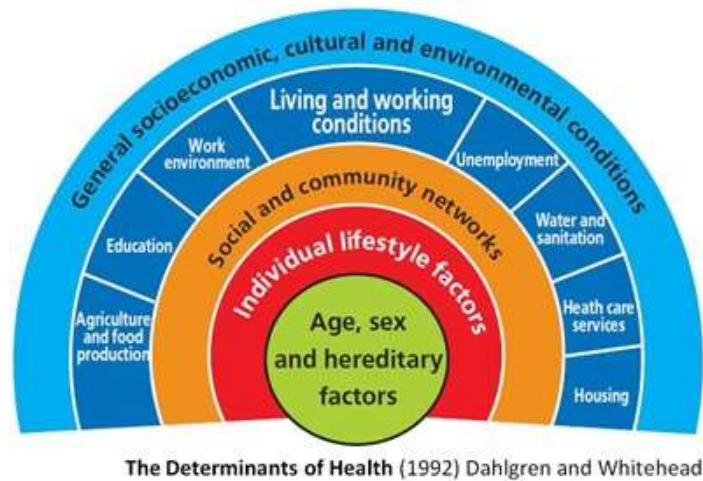 General socioeconomic, cultural and environmental conditions
Living and working
conditions
Work
environment
Unemployment
Education
Water and
sanitation
Agriculture
and food
production
Heath care
services
Housing
Social and community networks
Individual lifestyle factors
Age, sex
and hereditary
factors
The Determinants of Health (1992) Dahlgren and Whitehead